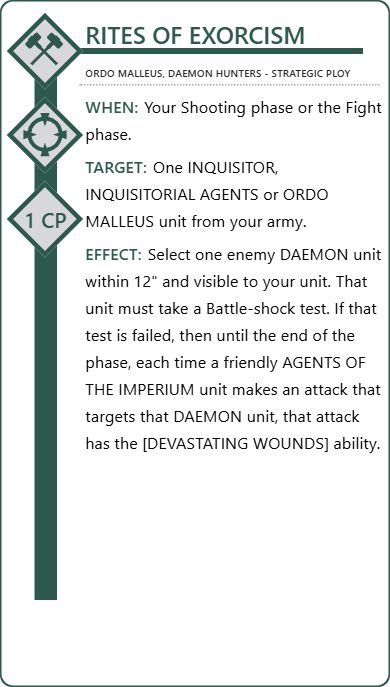 RITES OF EXORCISM
ORDO MALLEUS, DAEMON HUNTERS - STRATEGIC PLOY
WHEN: Your Shooting phase or the Fight
phase.
TARGET: One INQUISITOR,
INQUISITORIAL AGENTS or ORDO
MALLEUS unit from your army.
1 CP
EFFECT: Select one enemy DAEMON unit
within 12" and visible to your unit. That
unit must take a Battle-shock test. If that
test is failed, then until the end of the
phase, each time a friendly AGENTS OF
THE IMPERIUM unit makes an attack that
targets that DAEMON unit, that attack
has the [DEVASTATING WOUNDS] ability.